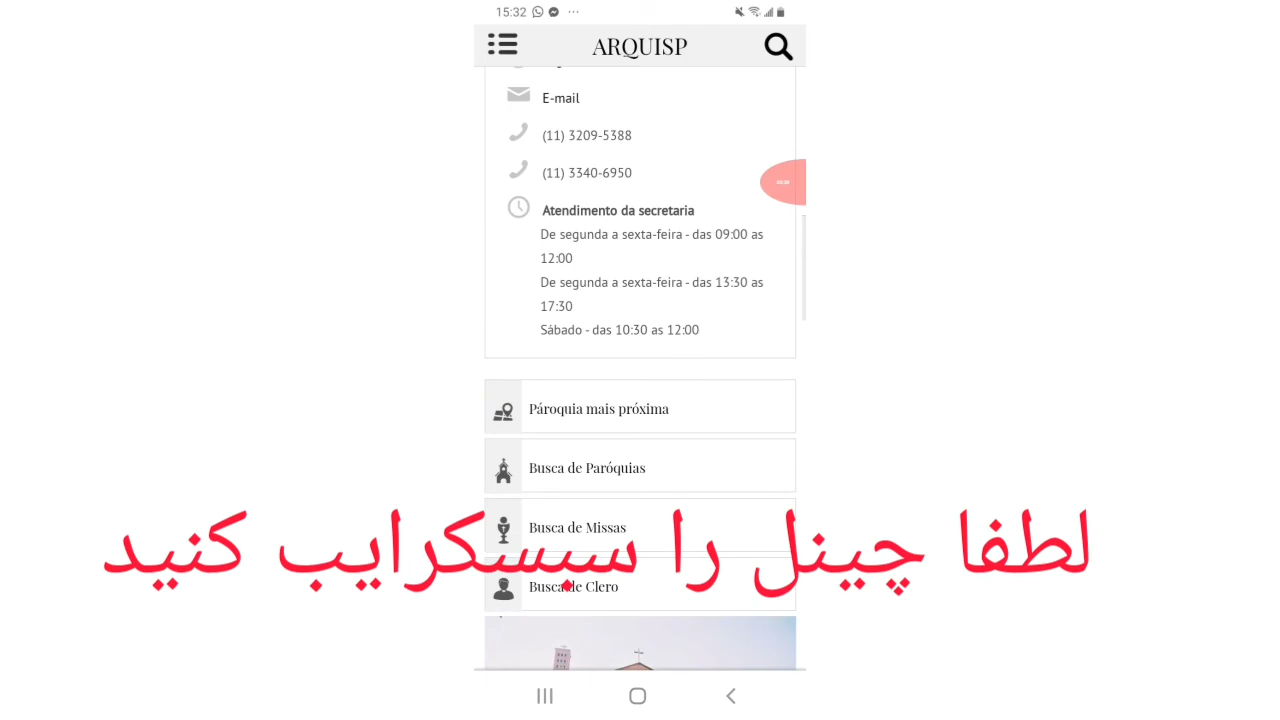 15:32
ARQUISP
E-mail
(11) 3209-5388
(11) 3340-6950
Atendimento da secretaria
De segunda a sexta-feira - das 09:00 as
12:00
De segunda a sexta-feira - das 13:30 as
17:30
Sábado - das 10:30 as 12:00
Pároquia mais próxima
Busca de Paróquias
Busca de Missas
لطفا چینل را سبسکرایب کنید
Busca de Clero